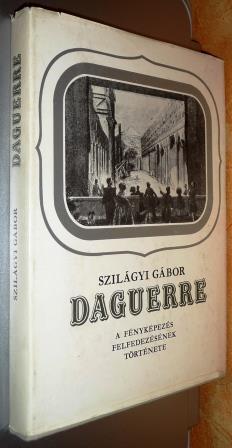 SZILÁGYI GÁBOR
DAGUERRE
A FÉNYKÉPEZÉS
FELFEDEZÉSÉNEK
TÖRTÉNETE
SZILÁGYI GÁBOR DAGUERRE